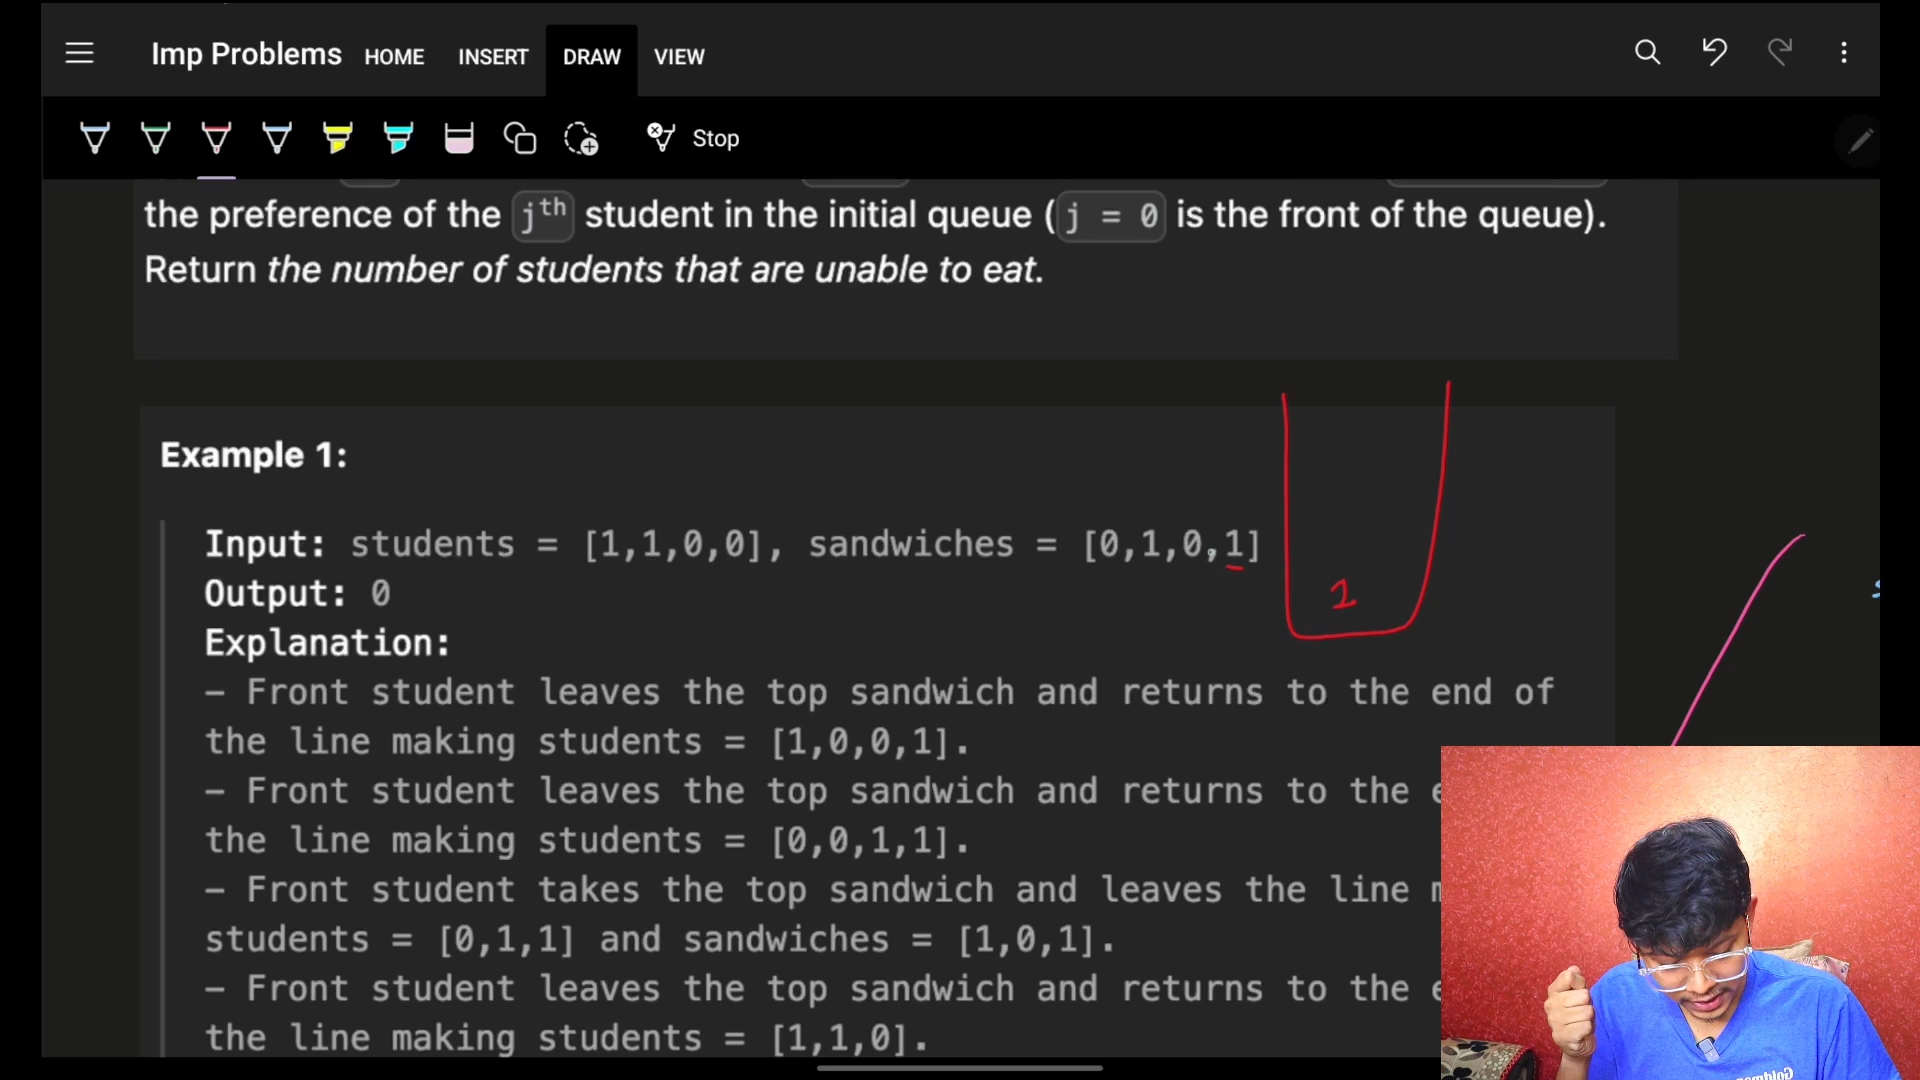 Imp Problems HOME INSERT DRAW VIEW
Stop
the preference of the jth student in the initial queue (j = 0 is the front of the queue).
Return the number of students that are unable to eat.
Example 1:
Input: students = [1,1,0,0], sandwiches = [0,1,0,1]
1
Output: 0
Explanation:
– Front student leaves the top sandwich and returns to the end of
the line making students = [1,0,0,1].
– Front student leaves the top sandwich and returns to the
the line making students = [0,0,1,1].
– Front student takes the top sandwich and leaves the line
students = [0,1,1] and sandwiches = [1,0,1].
– Front student leaves the top sandwich and returns to the
the line making students = [1,1,0].